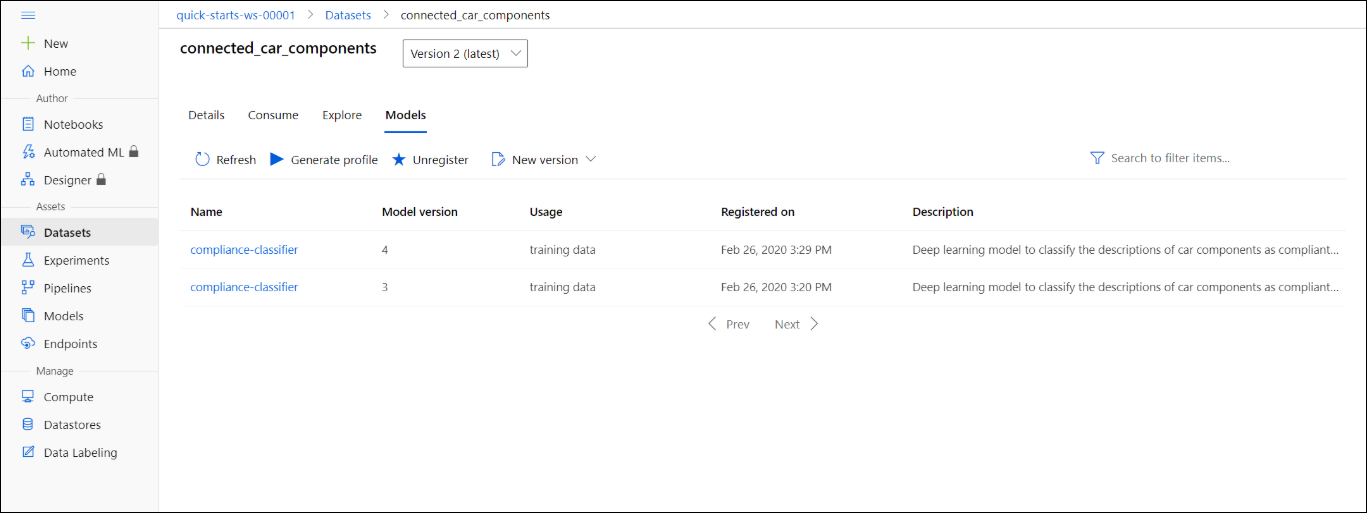 quick-starts-ws-00001 > Datasets > connected_car_components
New
Home
Author
Notebooks
Automated ML
Designer
Assets
Datasets
Experiments
Pipelines
Models
Endpoints
Manage
Compute
Datastores
Data Labeling
connected_car_components Version 2 (latest)
Details Consume Explore Models
Refresh Generate profile Unregister New version Search to filter items...
Name Model version Usage Registered on Description
compliance-classifier 4 training data Feb 26, 2020 3:29 PM Deep learning model to classify the descriptions of car components as compliant...
compliance-classifier 3 training data Feb 26, 2020 3:20 PM Deep learning model to classify the descriptions of car components as compliant...
Prev Next